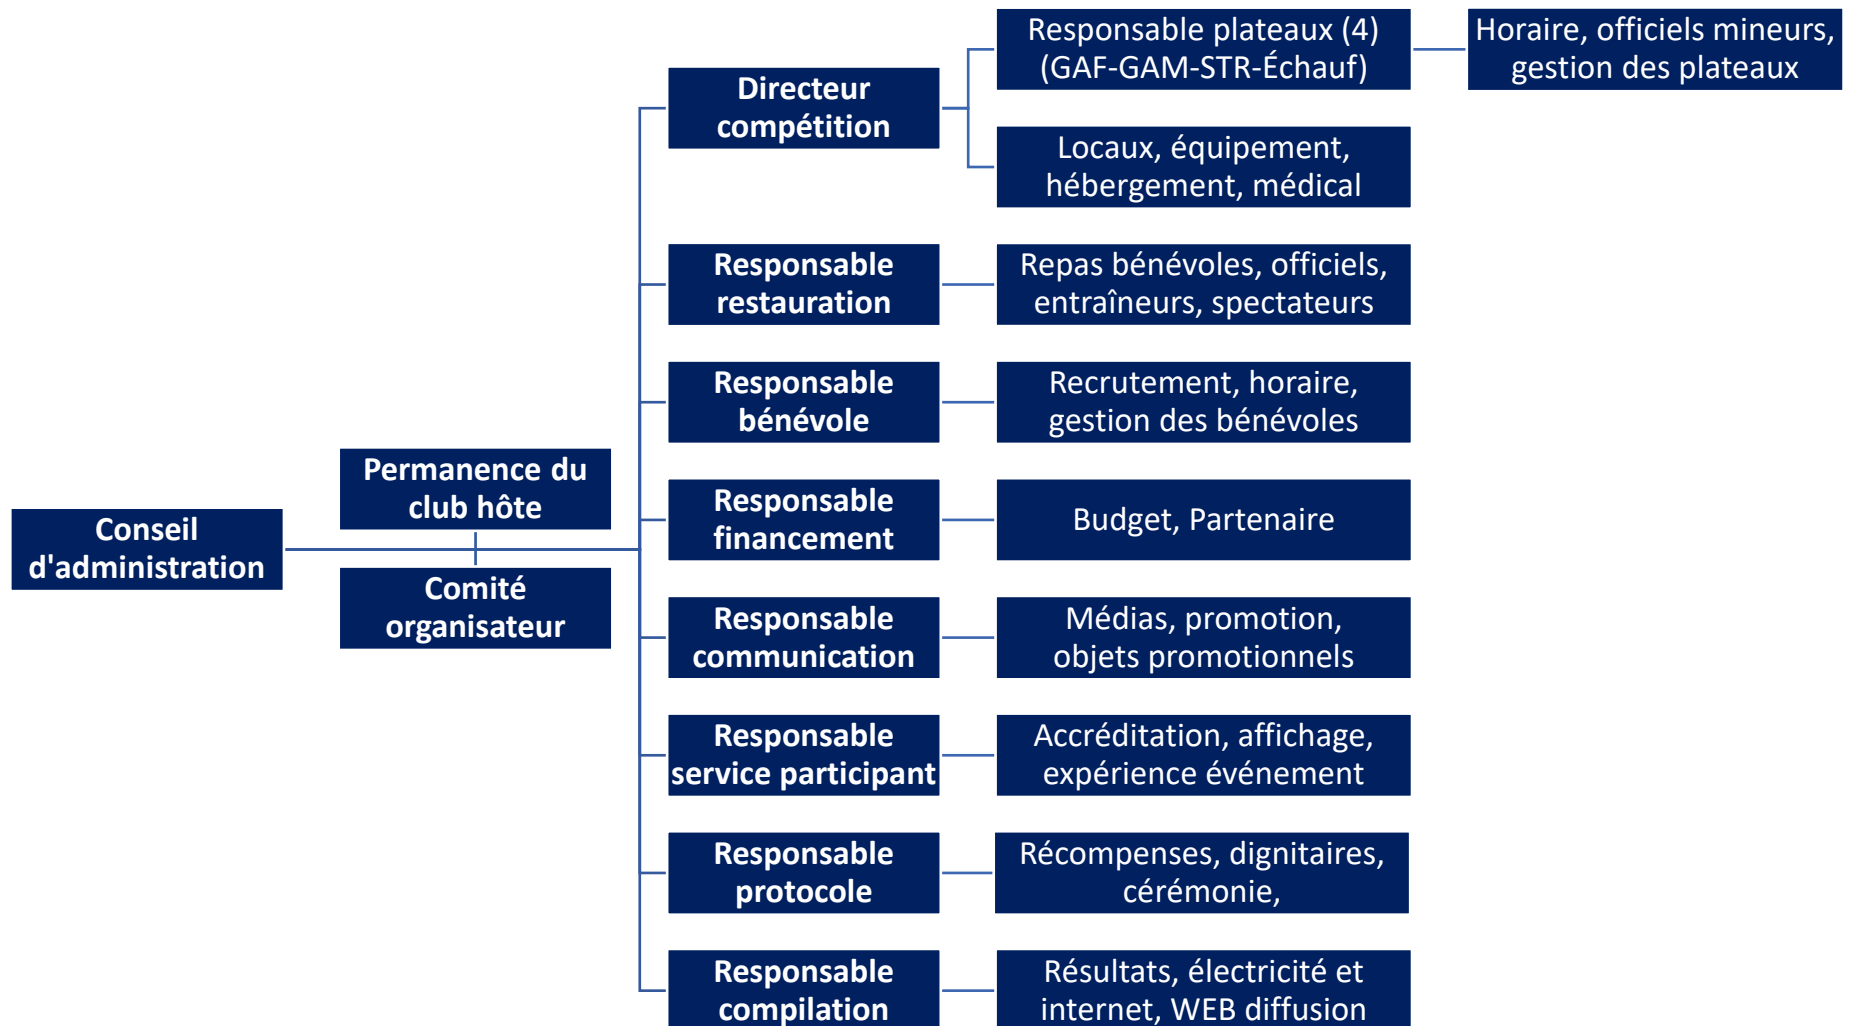 Conseil
d'administration
Permanence du
club hôte
Comité
organisateur
Directeur
compétition
Responsable plateaux (4)
(GAF-GAM-STR-Échauf)
Horaire, officiels mineurs,
gestion des plateaux
Locaux, équipement,
hébergement, médical
Responsable
restauration
Repas bénévoles, officiels,
entraîneurs, spectateurs
Responsable
bénévole
Recrutement, horaire,
gestion des bénévoles
Responsable
financement
Budget, Partenaire
Responsable
communication
Médias, promotion,
objets promotionnels
Responsable
service participant
Accréditation, affichage,
expérience événement
Responsable
protocole
Récompenses, dignitaires,
cérémonie,
Responsable
compilation
Résultats, électricité et
internet, WEB diffusion